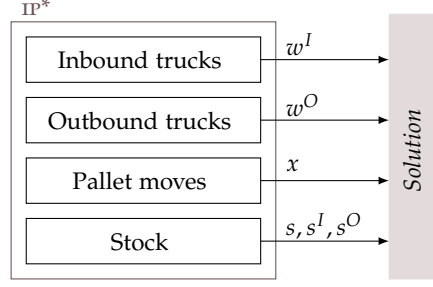 IP*
Inbound trucks
w^I
Outbound trucks
w^O
Pallet moves
x
Stock
s, s^I, s^O
Solution